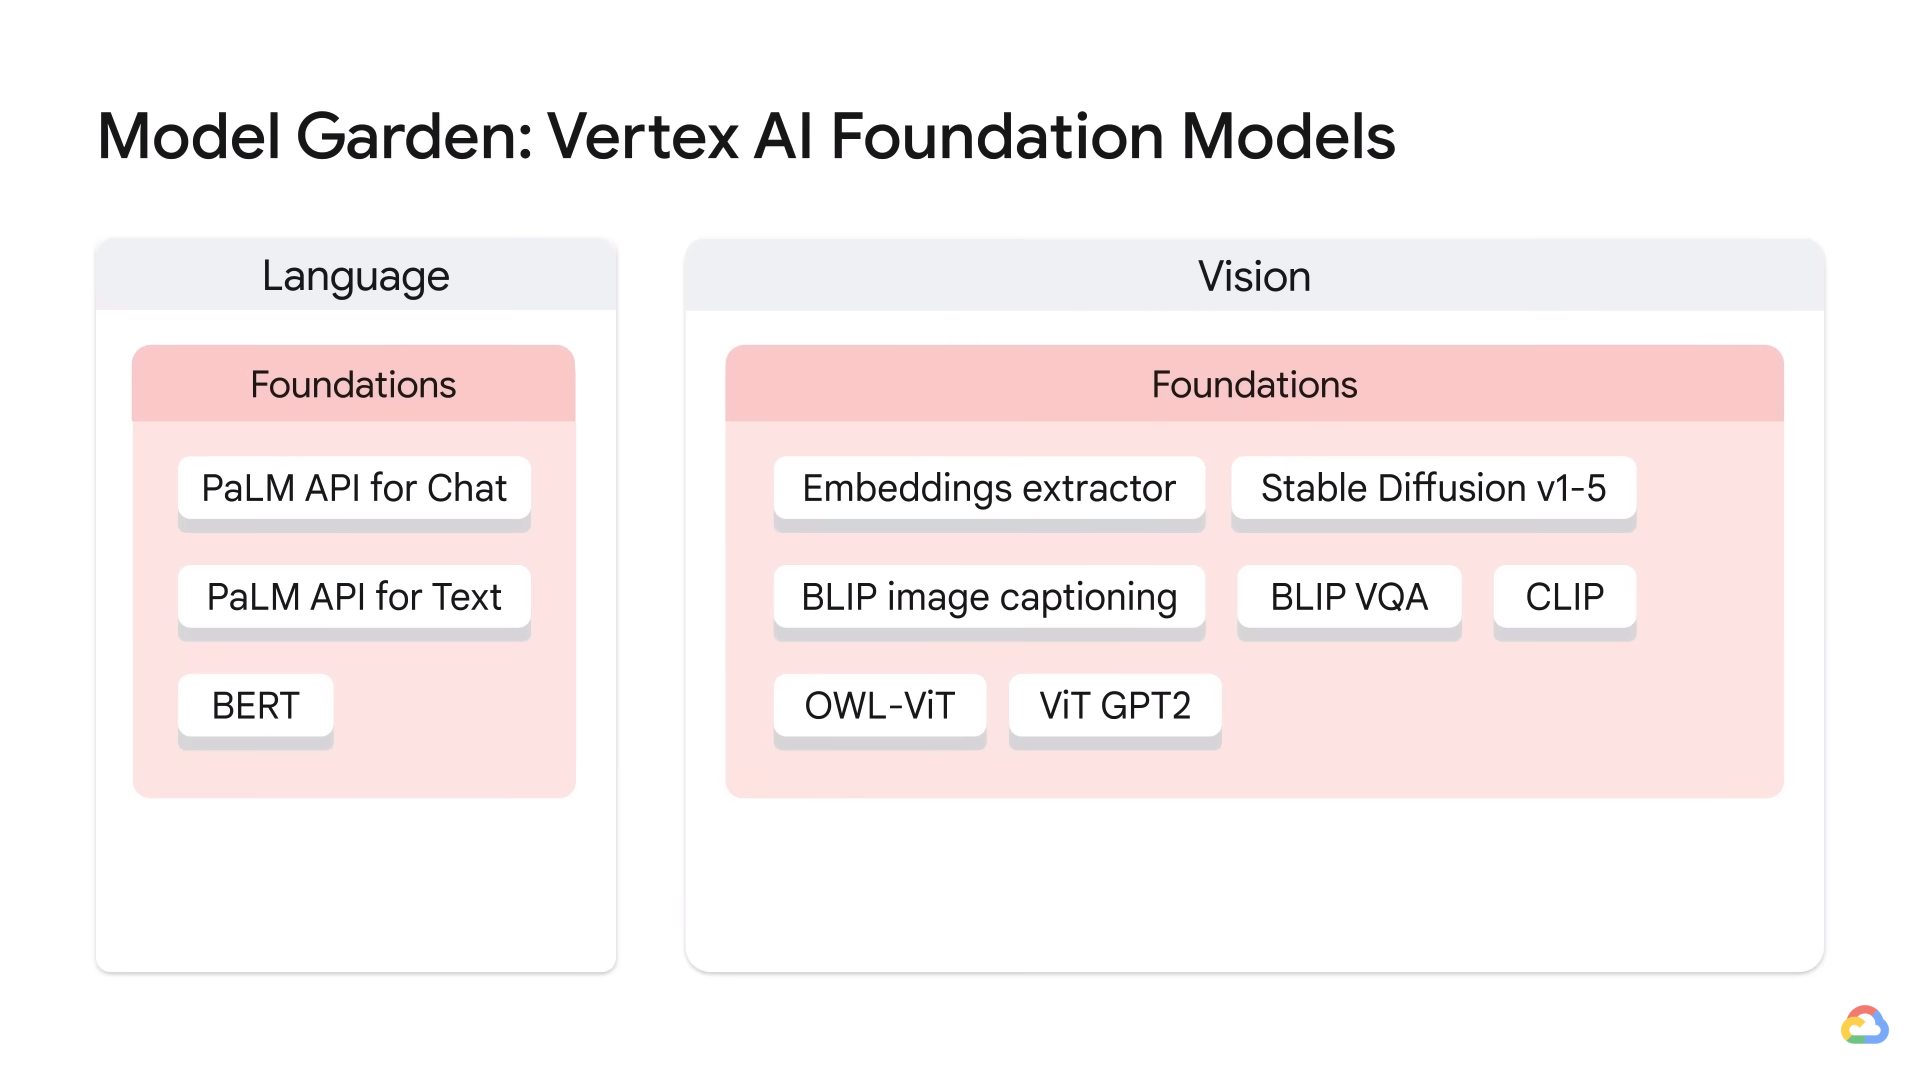 Model Garden: Vertex AI Foundation Models
Language
Foundations
PaLM API for Chat
PaLM API for Text
BERT
Vision
Foundations
Embeddings extractor
Stable Diffusion v1-5
BLIP image captioning
BLIP VQA
CLIP
OWL-ViT
ViT GPT2